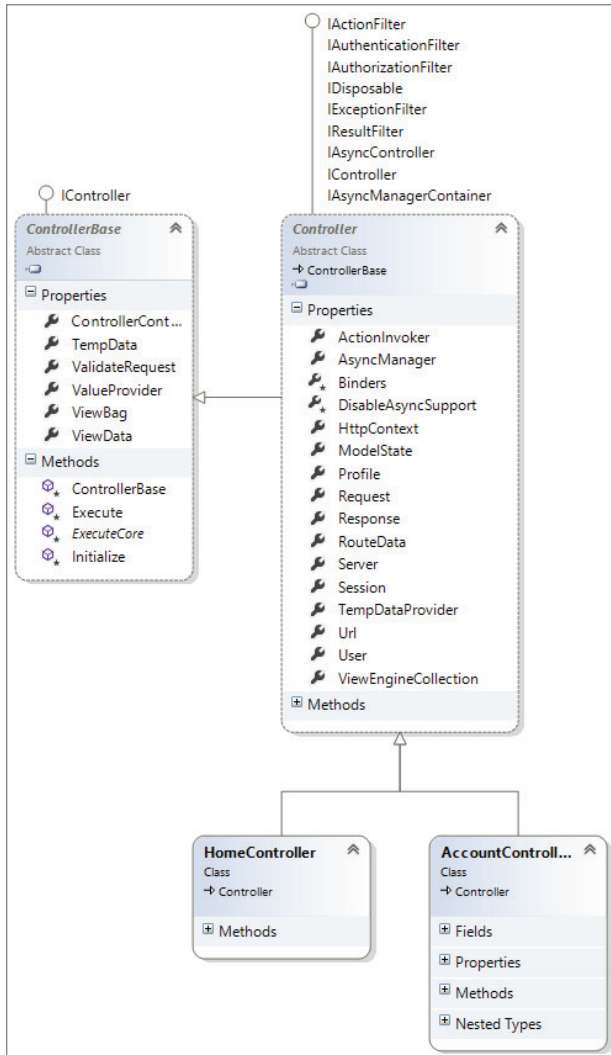 IActionFilter
IAuthenticationFilter
IAuthorizationFilter
IDisposable
IExceptionFilter
IResultFilter
IAsyncController
IController
IAsyncManagerContainer
IController
ControllerBase
Abstract Class
Properties
ControllerCont...
TempData
ValidateRequest
ValueProvider
ViewBag
ViewData
Methods
ControllerBase
Execute
ExecuteCore
Initialize
Controller
Abstract Class
ControllerBase
Properties
ActionInvoker
AsyncManager
Binders
DisableAsyncSupport
HttpContext
ModelState
Profile
Request
Response
RouteData
Server
Session
TempDataProvider
Url
User
ViewEngineCollection
Methods
HomeController
Class
Controller
Methods
AccountControll...
Class
Controller
Fields
Properties
Methods
Nested Types